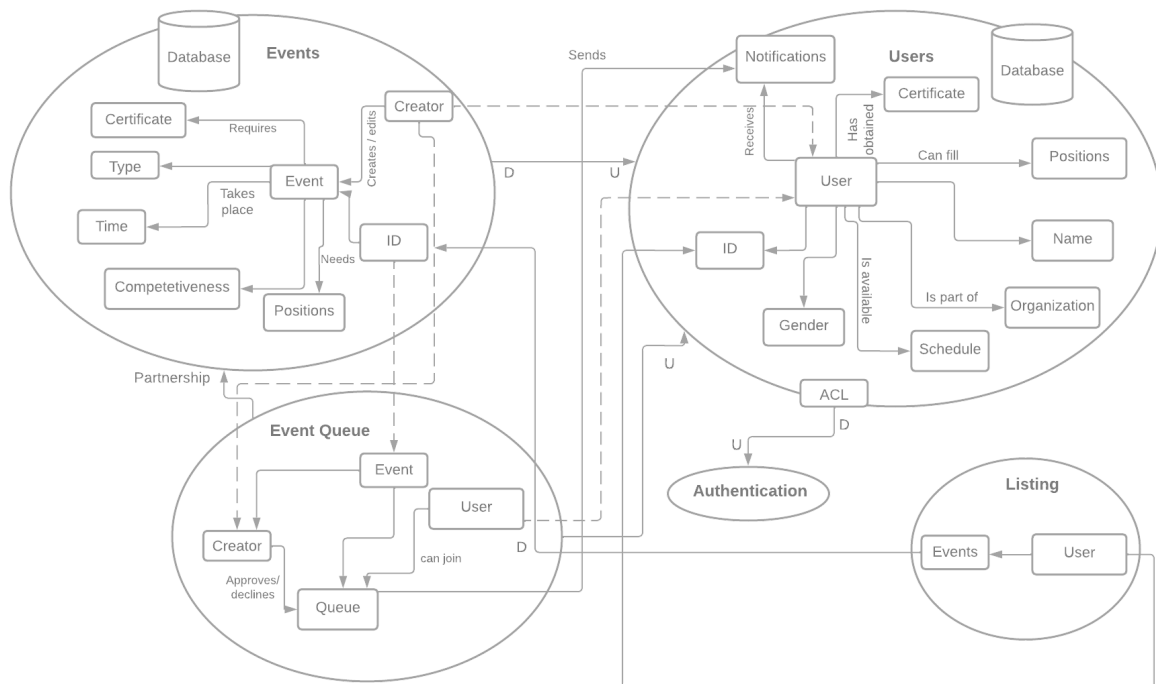 Events
Database
Creator
Certificate
Requires
Creates / edits
Type
Event
Takes
place
Time
ID
Needs
Competetiveness
Positions
Partnership
Sends
D
U
Users
Database
Notifications
Certificate
Receives
Has
obtained
Can fill
Positions
User
ID
Name
Is available
Is part of
Organization
Gender
Schedule
U
ACL
D
U
Authentication
Event Queue
Event
User
D
Creator
can join
Approves/
declines
Queue
Listing
Events
User